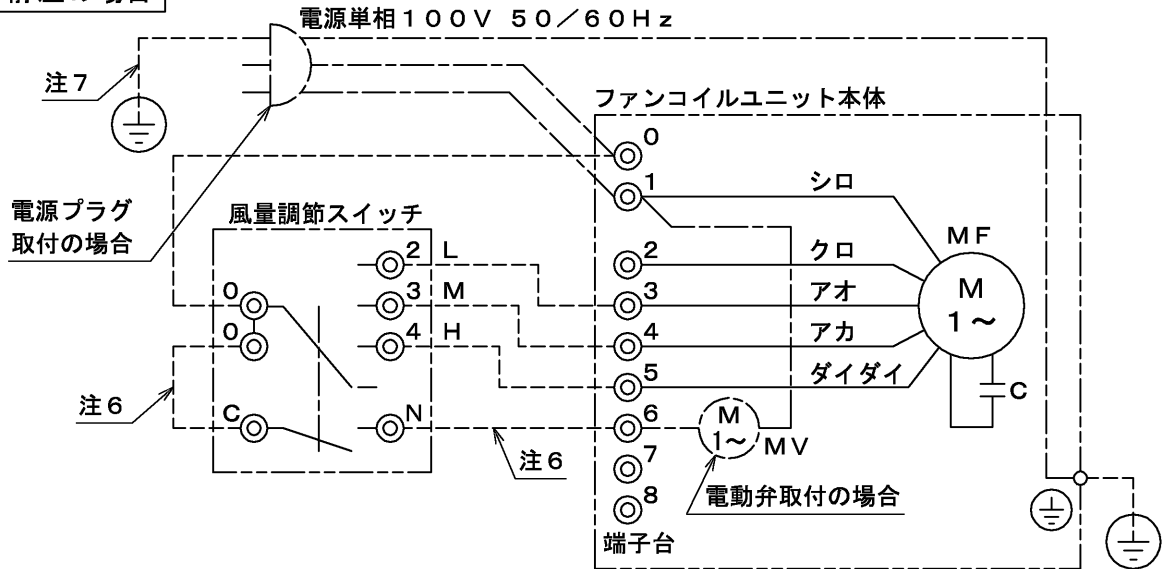 の場合
電源単相１００Ｖ ５０／６０Ｈｚ
注７
ファンコイルユニット本体
0
1
シロ
電源プラグ
取付の場合
風量調節スイッチ
ＭＦ
2 L
2
クロ
Ｍ
１～
0
3 M
3
アオ
0
4 H
4
アカ
5
ダイダイ
C
注６
C
N
6
Ｍ
１～
ＭＶ
注６
7
電動弁取付の場合
8
端子台